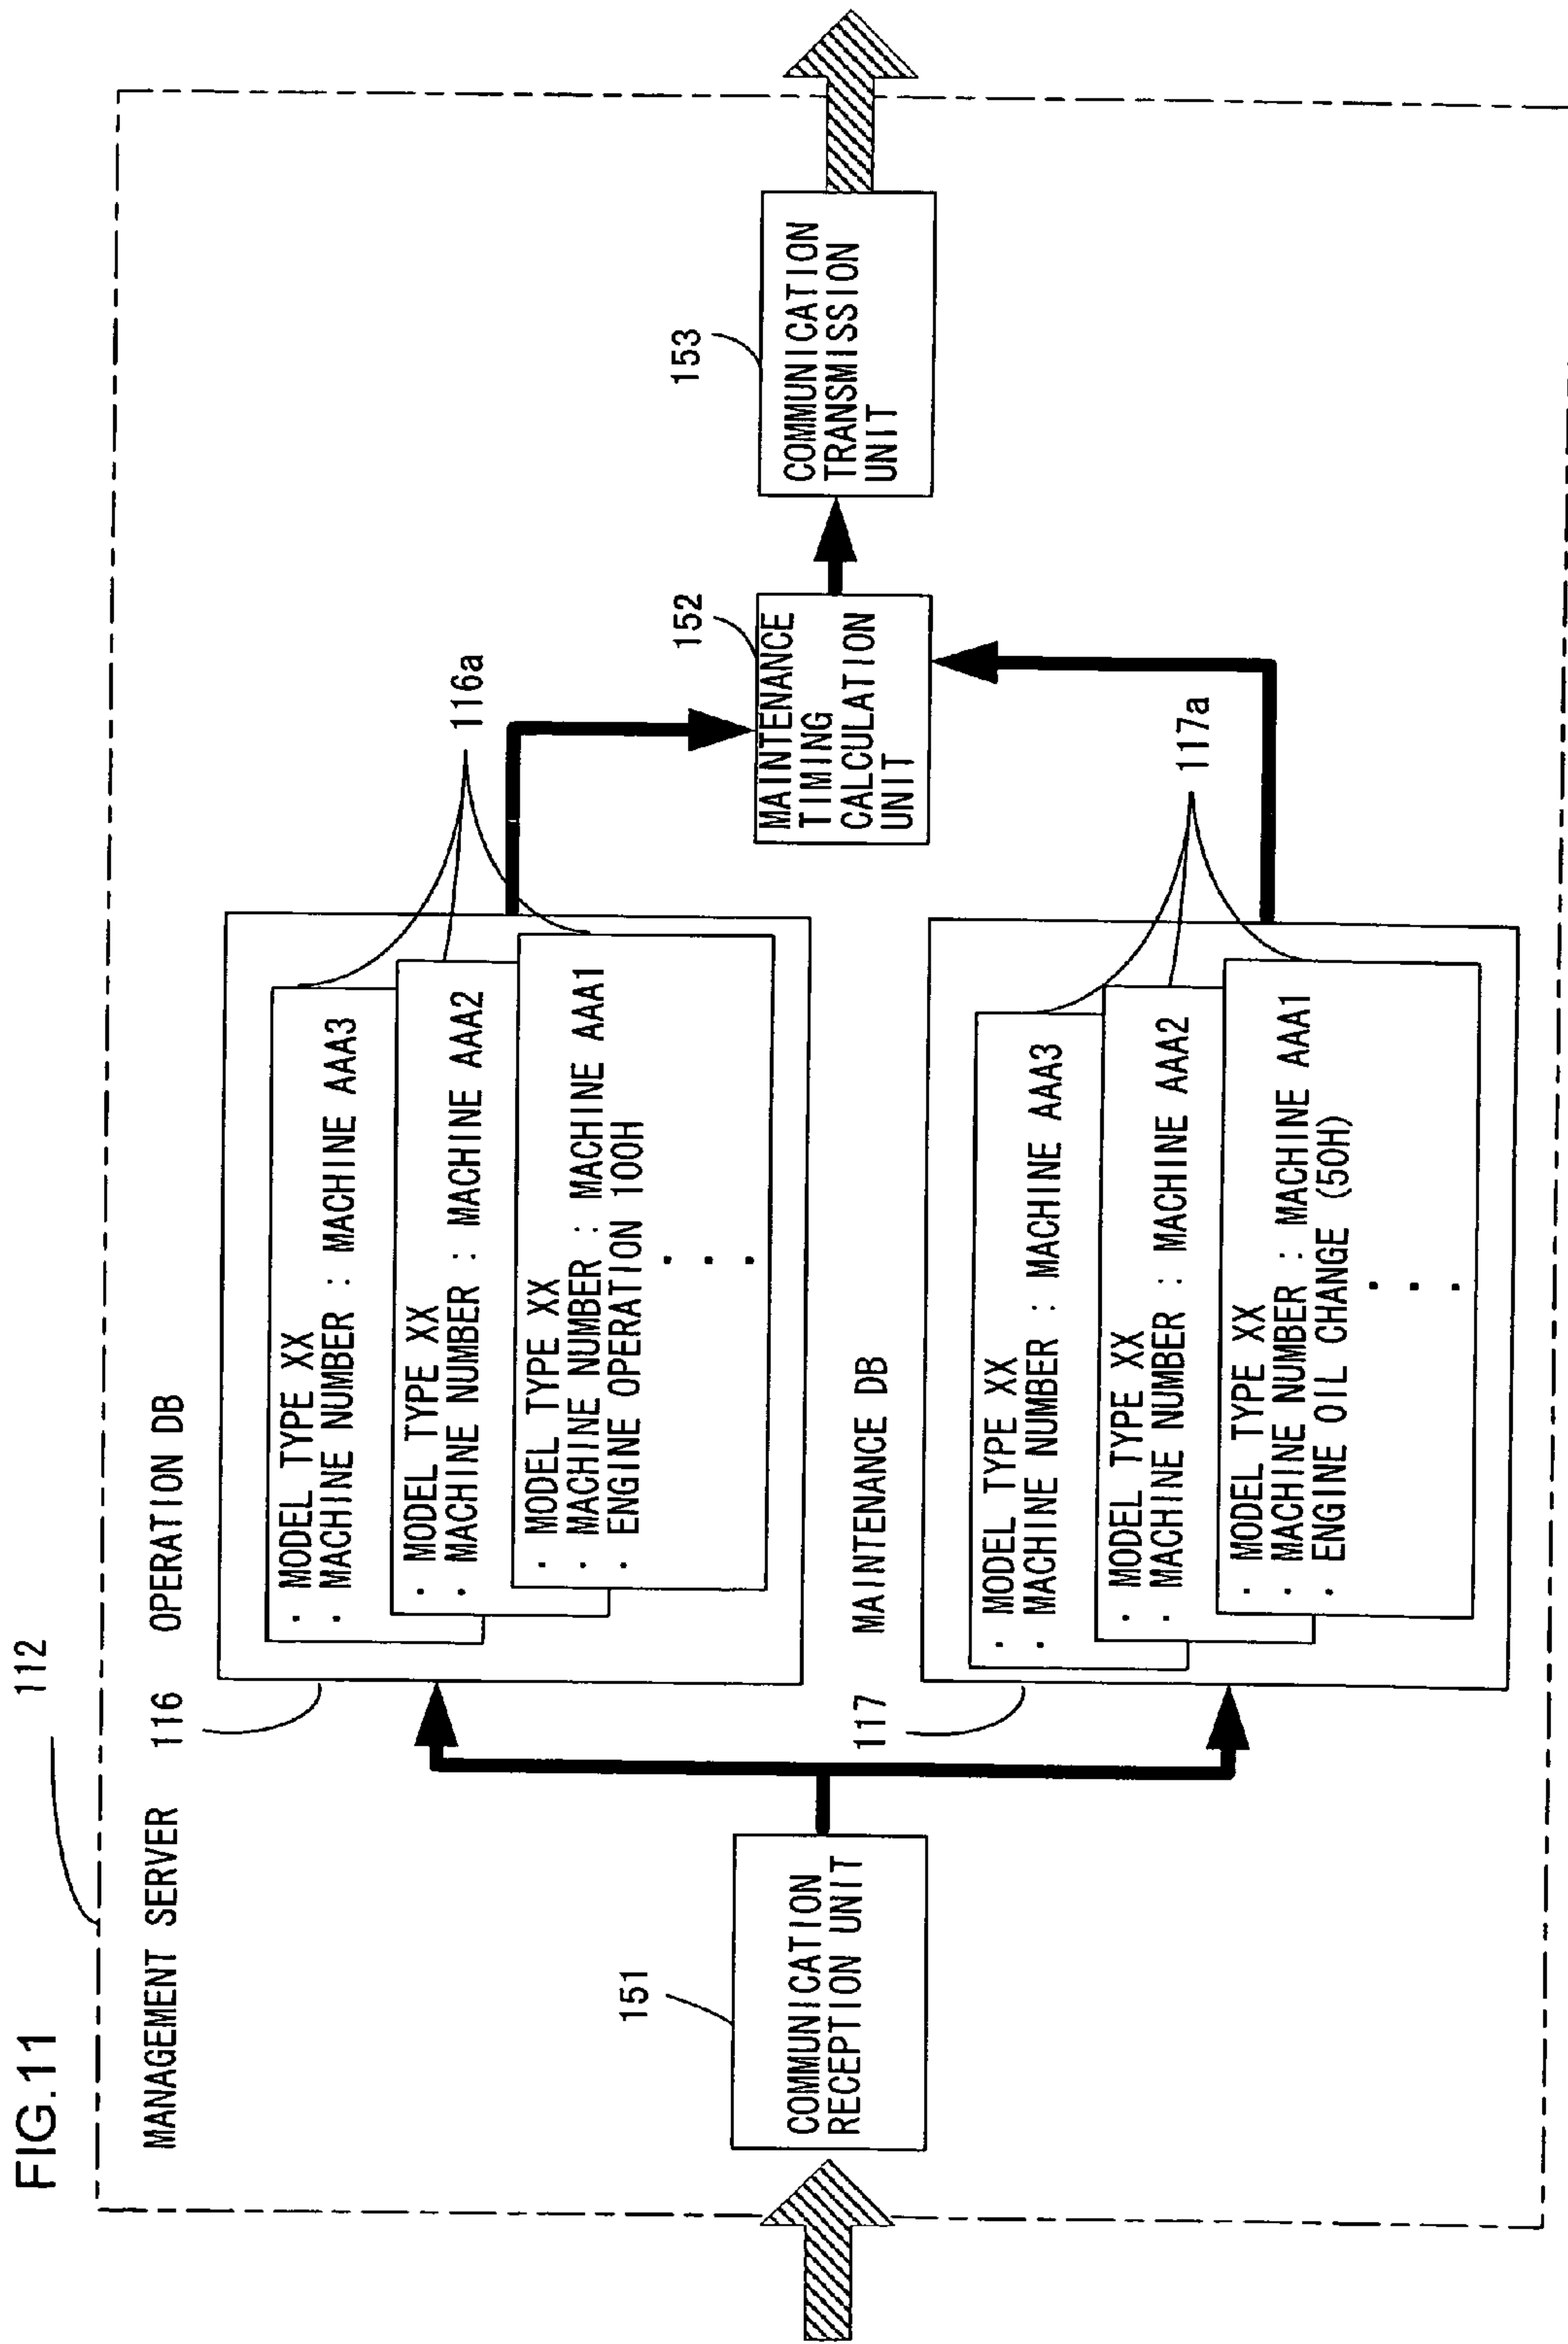 FIG.11
112
MANAGEMENT SERVER
116 OPERATION DB
· MODEL TYPE XX
· MACHINE NUMBER : MACHINE AAA3
· MODEL TYPE XX
· MACHINE NUMBER : MACHINE AAA2
· MODEL TYPE XX
· MACHINE NUMBER : MACHINE AAA1
· ENGINE OPERATION 100H
· · ·
116a
151
COMMUNICATION
RECEPTION UNIT
152
MAINTENANCE
TIMING
CALCULATION
UNIT
153
COMMUNICATION
TRANSMISSION
UNIT
117 MAINTENANCE DB
· MODEL TYPE XX
· MACHINE NUMBER : MACHINE AAA3
· MODEL TYPE XX
· MACHINE NUMBER : MACHINE AAA2
· MODEL TYPE XX
· MACHINE NUMBER : MACHINE AAA1
· ENGINE OIL CHANGE (50H)
· · ·
117a